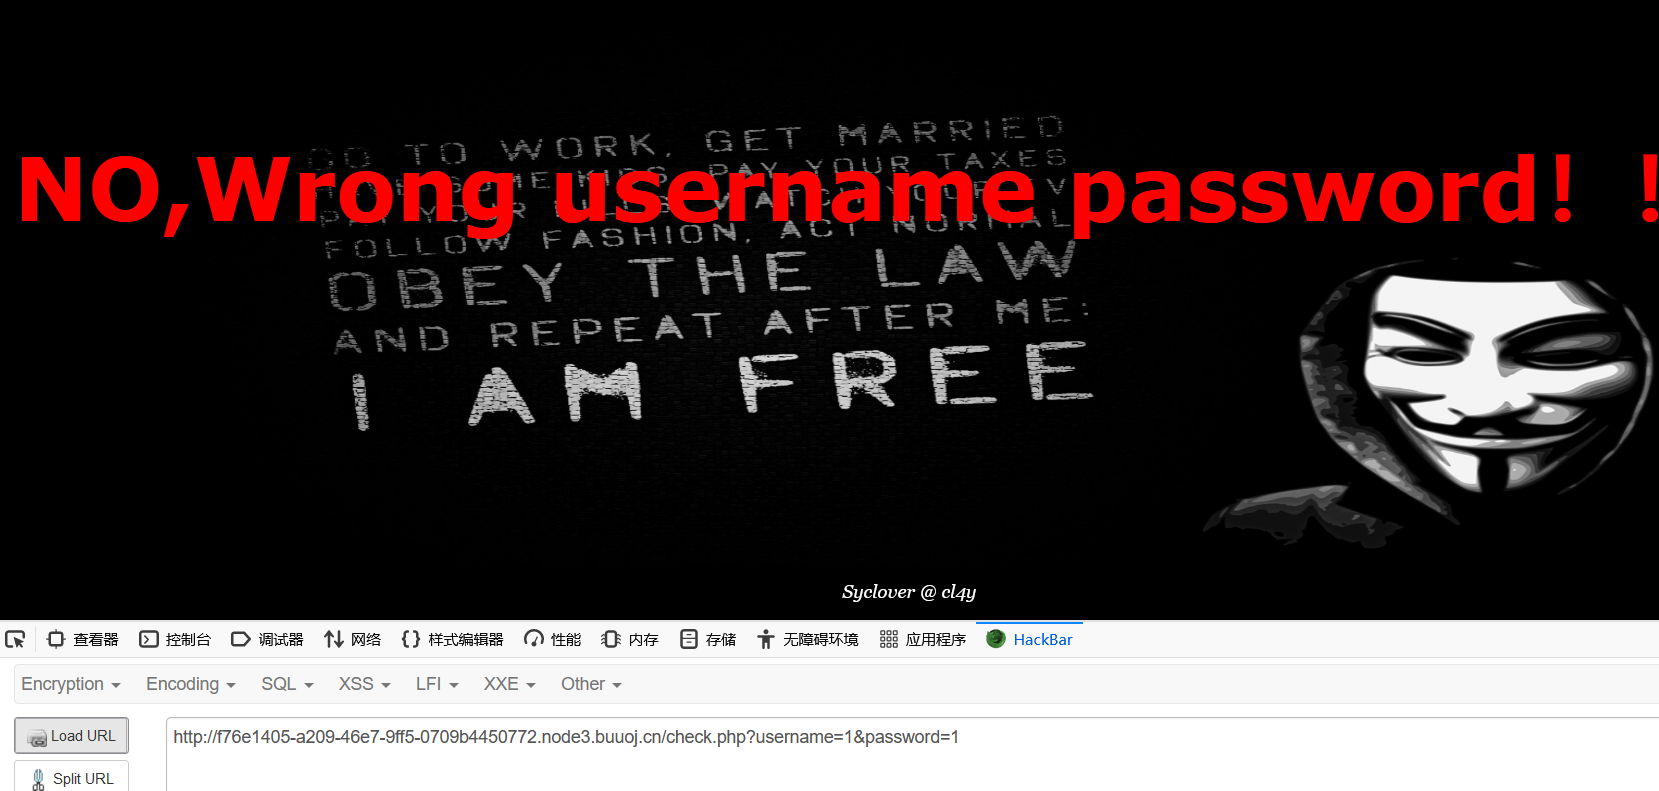 GO TO WORK, GET MARRIED
NO,Wrong username password！！
PAY YOUR TAXES
FOLLOW FASHION, ACT NORMAL
OBEY THE LAW
AND REPEAT AFTER ME:
I AM FREE
Syclover @ cl4y
查看器 控制台 调试器 网络 样式编辑器 性能 内存 存储 无障碍环境 应用程序 HackBar
Encryption Encoding SQL XSS LFI XXE Other
Load URL http://f76e1405-a209-46e7-9ff5-0709b4450772.node3.buuoj.cn/check.php?username=1&password=1
Split URL